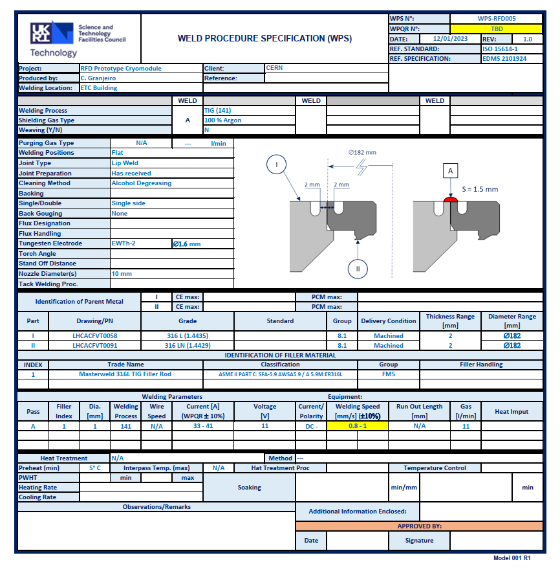 UK RI
Science and
Technology
Facilities Council
Technology
WELD PROCEDURE SPECIFICATION (WPS)
WPS N°: WPS-RFD005
WPQR N°: TBD
DATE: 12/01/2023 REV: 1.0
REF. STANDARD: ISO 15614-1
REF. SPECIFICATION: EDMS 2101924
Project: RFD Prototype Cryomodule Client: CERN
Produced by: C. Granjeiro Reference:
Welding Location: ETC Building
WELD WELD WELD
Welding Process A TIG (141)
Shielding Gas Type 100 % Argon
Weaving (Y/N) N
Purging Gas Type N/A --- l/min
Welding Positions Flat
Joint Type Lip Weld
Joint Preparation Has received
Cleaning Method Alcohol Degreasing
Backing
Single/Double Single side
Back Gouging None
Flux Designation
Flux Handling
Tungsten Electrode EWTh-2 Ø1.6 mm
Torch Angle
Stand Off Distance
Nozzle Diameter(s) 10 mm
Tack Welding Proc.
Ø182 mm
I
2 mm 2 mm
II
A
S = 1.5 mm
Identification of Parent Metal I CE max: PCM max:
II CE max: PCM max:
Part Drawing/PN Grade Standard Group Delivery Condition Thickness Range [mm] Diameter Range [mm]
I LHCACFVT0058 316 L (1.4435) 8.1 Machined 2 Ø182
II LHCACFVT0091 316 LN (1.4429) 8.1 Machined 2 Ø182
IDENTIFICATION OF FILLER MATERIAL
INDEX Trade Name Classification Group Filler Handling
1 Masterweld 316L TIG Filler Rod ASME II PART C: SFA-5.9 AWSA5.9 / A 5.9M ER316L FM5
Welding Parameters Equipment:
Pass Filler Index Dia. [mm] Welding Process Wire Speed Current [A] (WPQR ± 10%) Voltage [V] Current/ Polarity Welding Speed [mm/s] (±10%) Run Out Length [mm] Gas [l/min] Heat Input
A 1 1 141 N/A 33 - 41 11 DC - 0.8 - 1 N/A 11
Heat Treatment N/A Method ---
Preheat (min) 5° C Interpass Temp. (max) N/A Hat Treatment Proc Temperature Control
PWHT min max
Heating Rate Soaking min/mm min
Cooling Rate
Observations/Remarks
Additional Information Enclosed:
APPROVED BY:
Date Signature
Model 001 R1